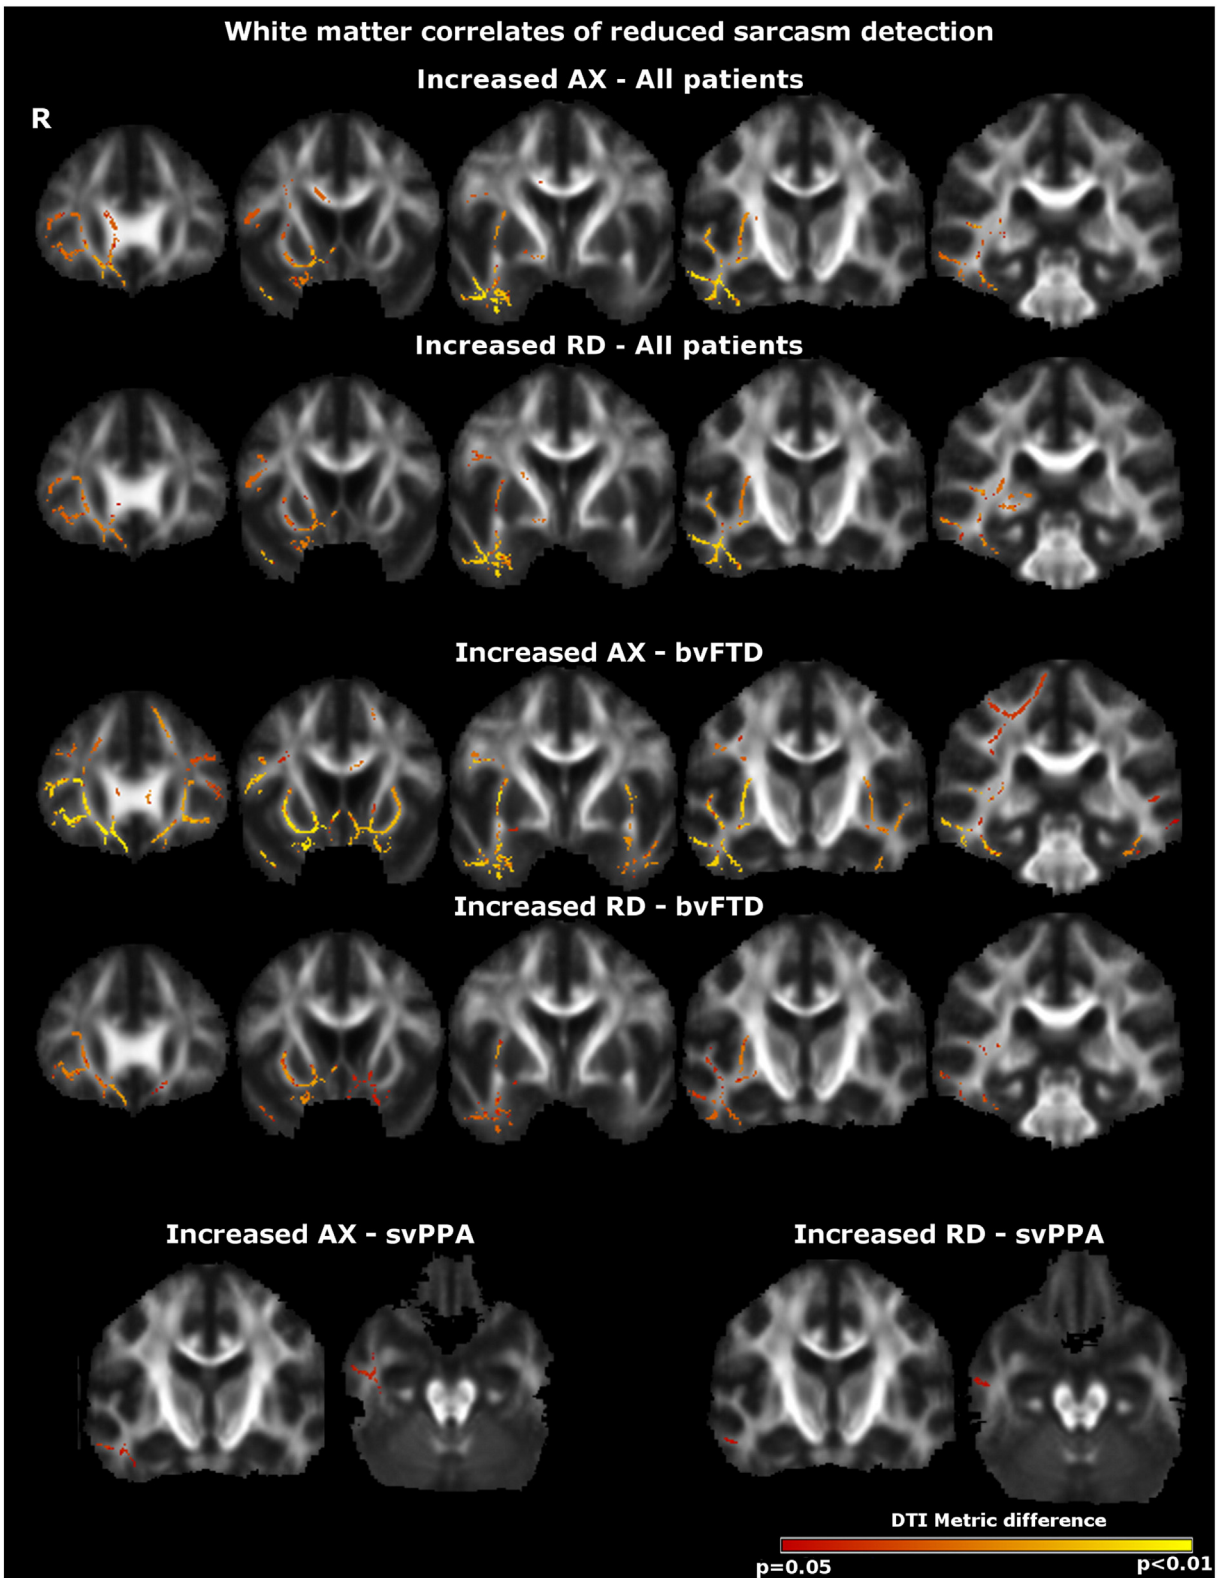 White matter correlates of reduced sarcasm detection
Increased AX - All patients
R
Increased RD - All patients
Increased AX - bvFTD
Increased RD - bvFTD
Increased AX - svPPA
Increased RD - svPPA
DTI Metric difference
p=0.05
p<0.01